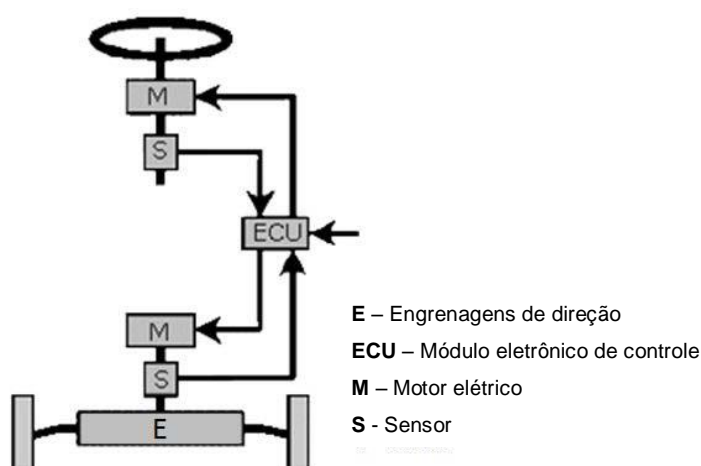 M
S
ECU
M
S
E
E – Engrenagens de direção
ECU – Módulo eletrônico de controle
M – Motor elétrico
S - Sensor